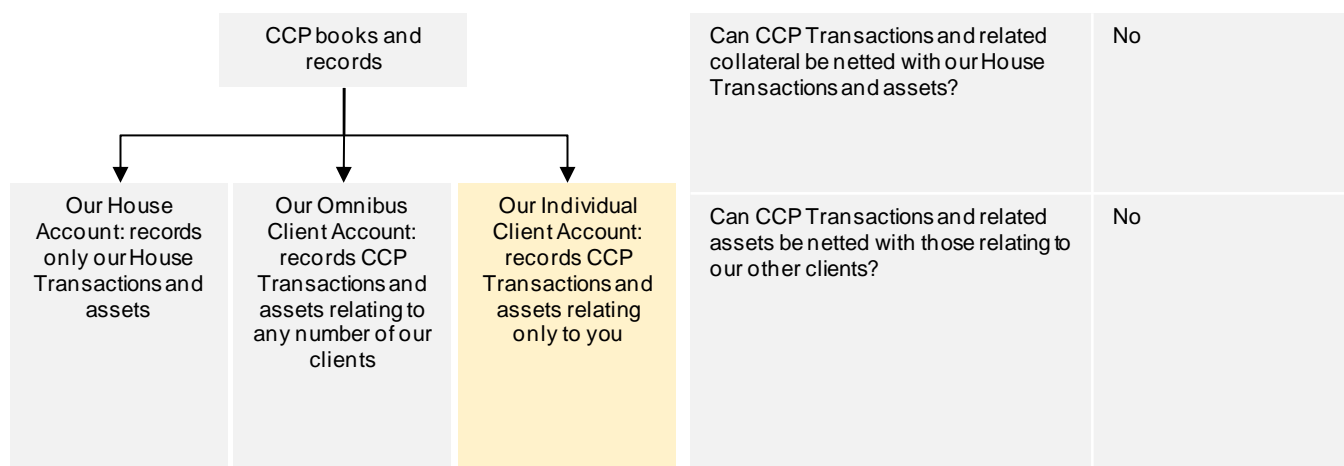 CCP books and
records
Our House
Account: records
only our House
Transactions and
assets
Our Omnibus
Client Account:
records CCP
Transactions and
assets relating to
any number of our
clients
Our Individual
Client Account:
records CCP
Transactions and
assets relating
only to you
Can CCP Transactions and related
collateral be netted with our House
Transactions and assets?
No
Can CCP Transactions and related
assets be netted with those relating to
our other clients?
No